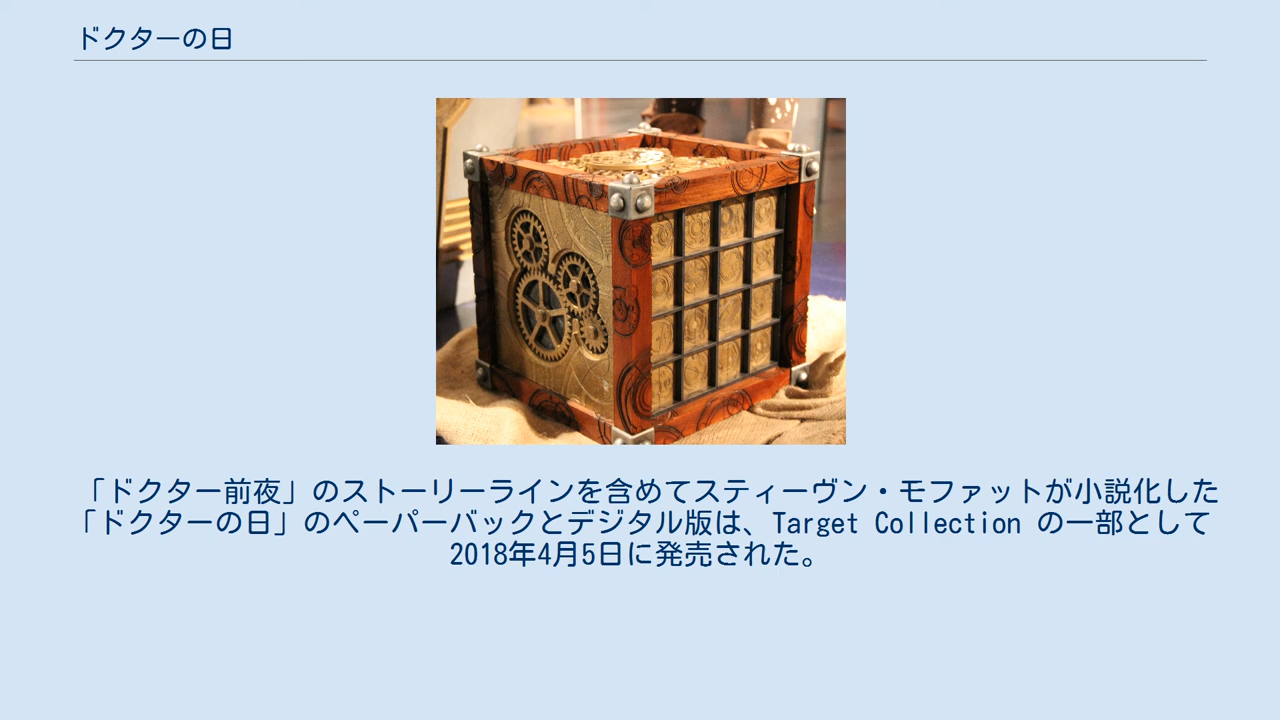 ドクターの日
「ドクター前夜」のストーリーラインを含めてスティーヴン・モファットが小説化した
「ドクターの日」のペーパーバックとデジタル版は、Target Collection の一部として
2018年4月5日に発売された。